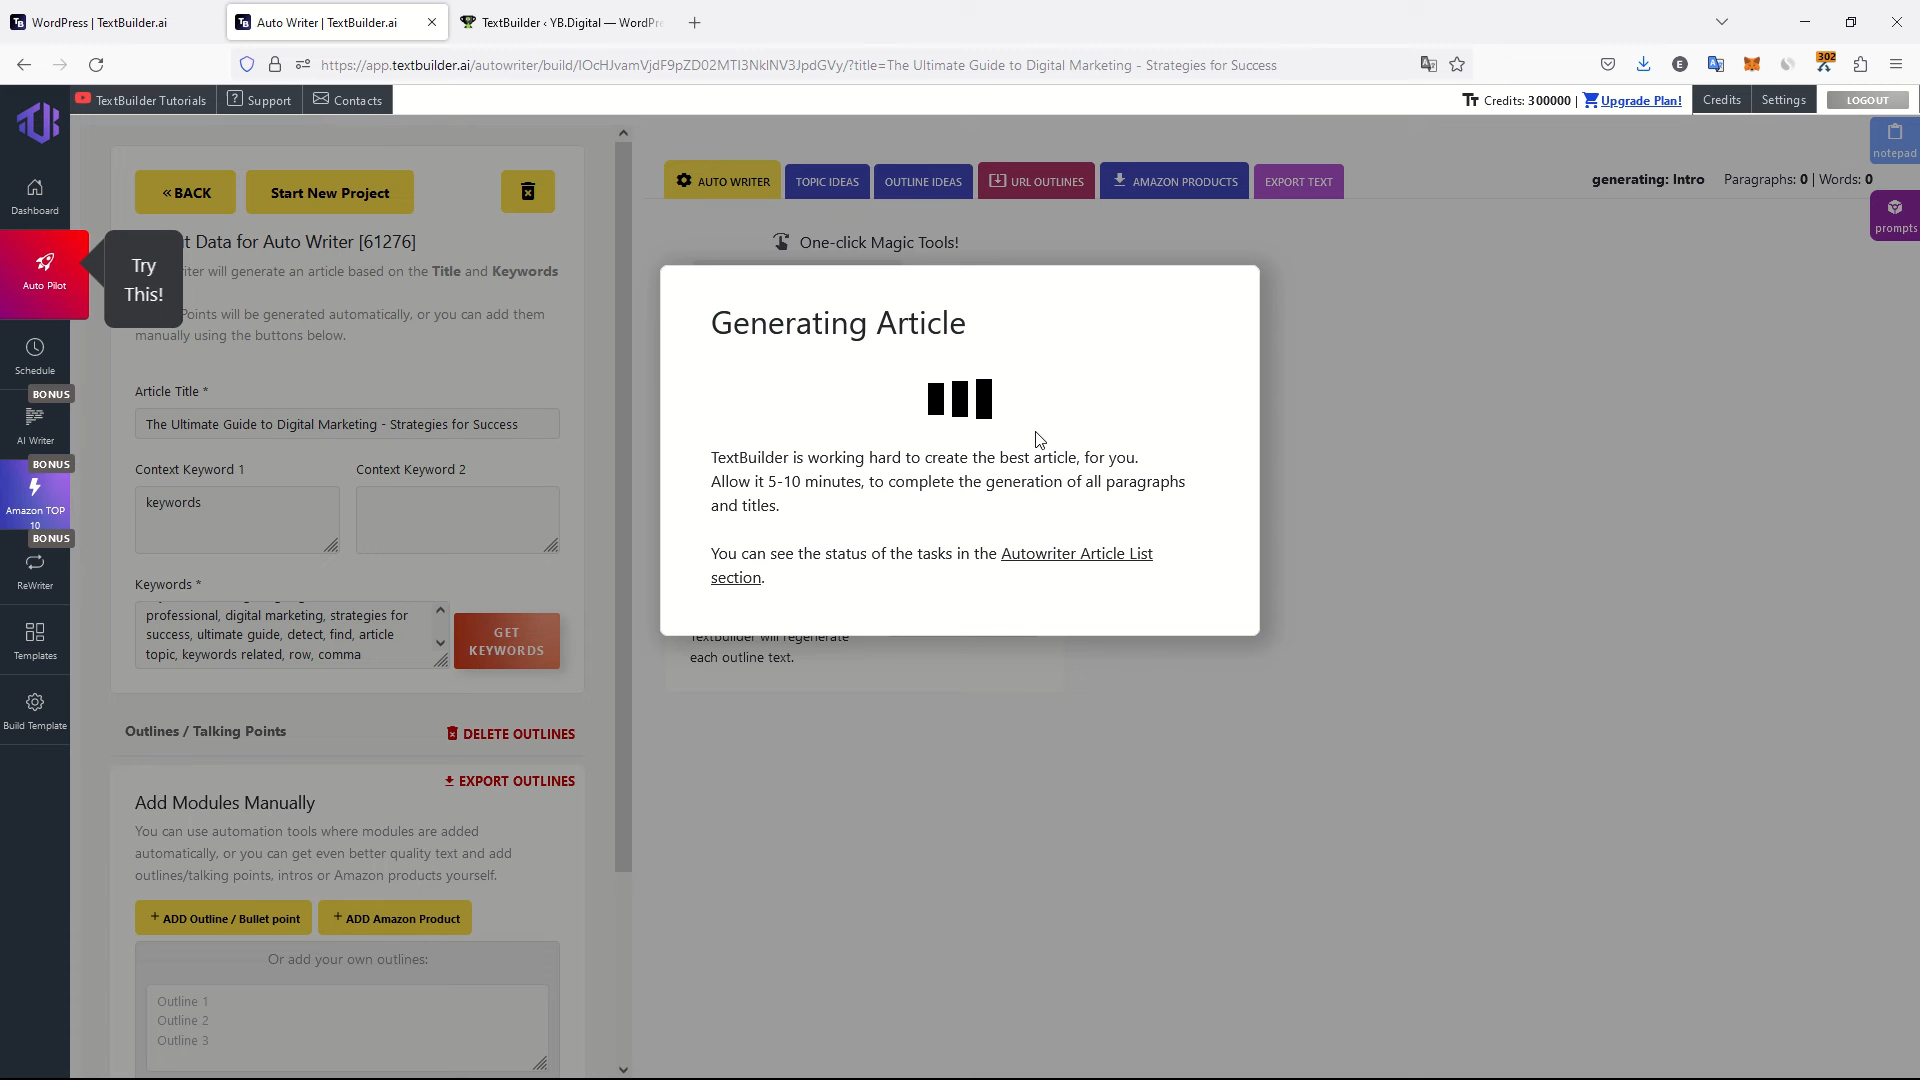 WordPress | TextBuilder.ai
Auto Writer | TextBuilder.ai
TextBuilder ‹ YB.Digital — WordPre
https://app.textbuilder.ai/autowriter/build/IOcHJvamVjdF9pZD02MTI3NkINV3JpdGVy/?title=The Ultimate Guide to Digital Marketing - Strategies for Success
302
TextBuilder Tutorials
Support
Contacts
Credits: 300000 |
Upgrade Plan!
Credits
Settings
LOGOUT
Dashboard
Auto Pilot
Try
This!
Schedule
BONUS
AI Writer
BONUS
Amazon TOP
10
BONUS
ReWriter
Templates
Build Template
« BACK
Start New Project
t Data for Auto Writer [61276]
iter will generate an article based on the Title and Keywords
Points will be generated automatically, or you can add them
manually using the buttons below.
Article Title *
The Ultimate Guide to Digital Marketing - Strategies for Success
Context Keyword 1
Context Keyword 2
keywords
Keywords *
professional, digital marketing, strategies for
success, ultimate guide, detect, find, article
topic, keywords related, row, comma
GET
KEYWORDS
Outlines / Talking Points
DELETE OUTLINES
EXPORT OUTLINES
Add Modules Manually
You can use automation tools where modules are added
automatically, or you can get even better quality text and add
outlines/talking points, intros or Amazon products yourself.
+ ADD Outline / Bullet point
+ ADD Amazon Product
Or add your own outlines:
Outline 1
Outline 2
Outline 3
AUTO WRITER
TOPIC IDEAS
OUTLINE IDEAS
URL OUTLINES
AMAZON PRODUCTS
EXPORT TEXT
generating: Intro
Paragraphs: 0 | Words: 0
notepad
prompts
One-click Magic Tools!
Generating Article
TextBuilder is working hard to create the best article, for you.
Allow it 5-10 minutes, to complete the generation of all paragraphs
and titles.
You can see the status of the tasks in the Autowriter Article List
section.
TextBuilder will regenerate
each outline text.